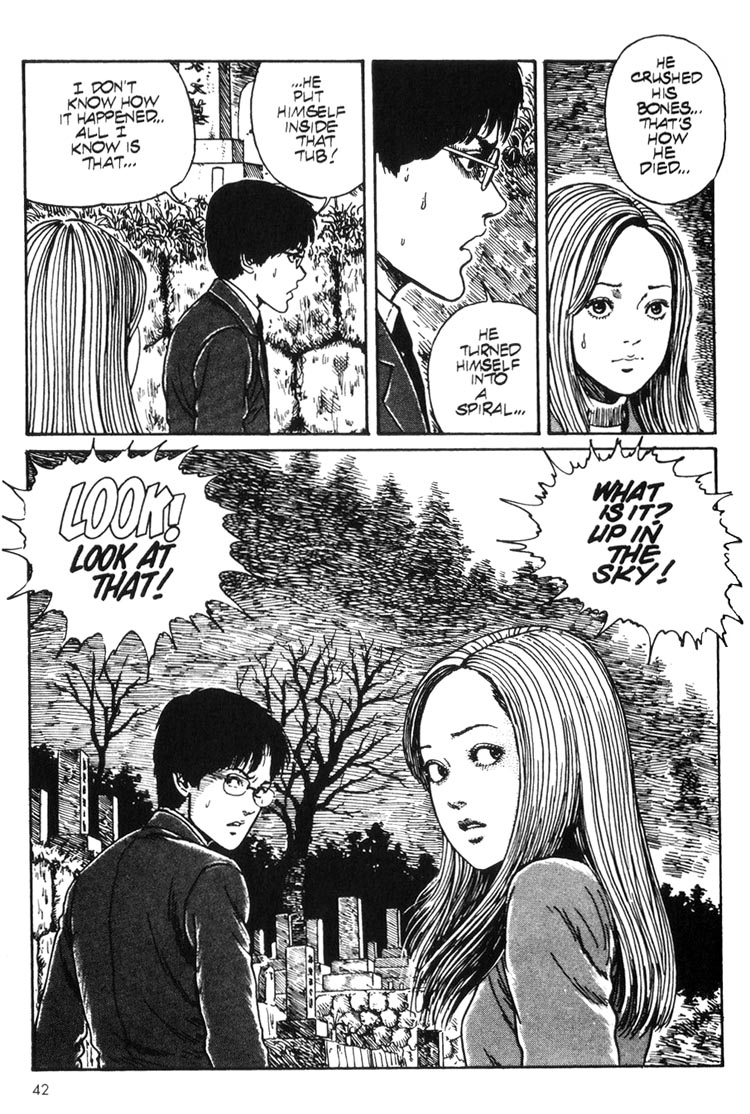 I DON'T
KNOW HOW
IT HAPPENED...
ALL I
KNOW IS
THAT...
...HE
PUT
HIMSELF
INSIDE
THAT
TUB!
HE
TURNED
HIMSELF
INTO
A
SPIRAL...
HE
CRUSHED
HIS
BONES...
THAT'S
HOW
HE
DIED...
LOOK!
LOOK AT
THAT!
WHAT
IS IT?
UP IN
THE
SKY!
42